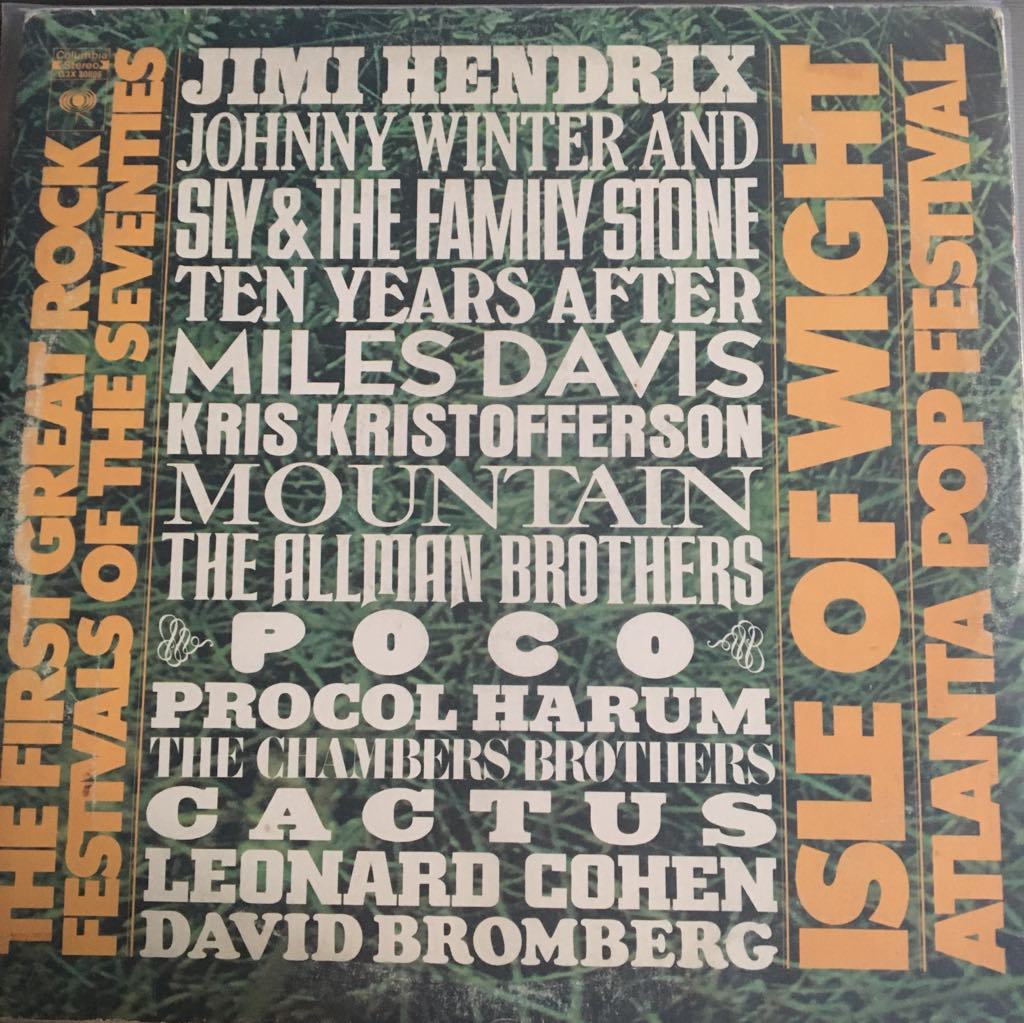 Columbia
Stereo
G3X 30805
THE FIRST GREAT ROCK
FESTIVALS OF THE SEVENTIES
JIMI HENDRIX
JOHNNY WINTER AND
SLY & THE FAMILY STONE
TEN YEARS AFTER
MILES DAVIS
KRIS KRISTOFFERSON
MOUNTAIN
THE ALLMAN BROTHERS
POCO
PROCOL HARUM
THE CHAMBERS BROTHERS
CACTUS
LEONARD COHEN
DAVID BROMBERG
ISLE OF WIGHT
ATLANTA POP FESTIVAL